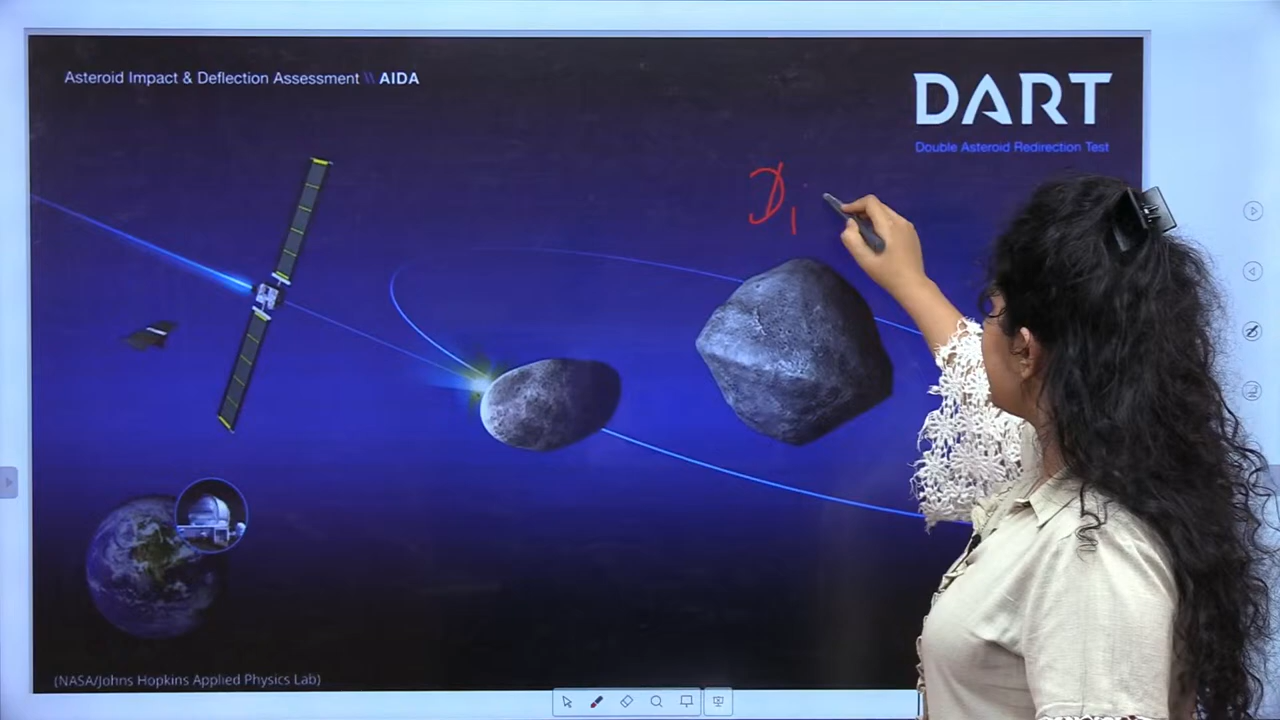 Asteroid Impact & Deflection Assessment \\ AIDA
DART
Double Asteroid Redirection Test
D1
(NASA/Johns Hopkins Applied Physics Lab)